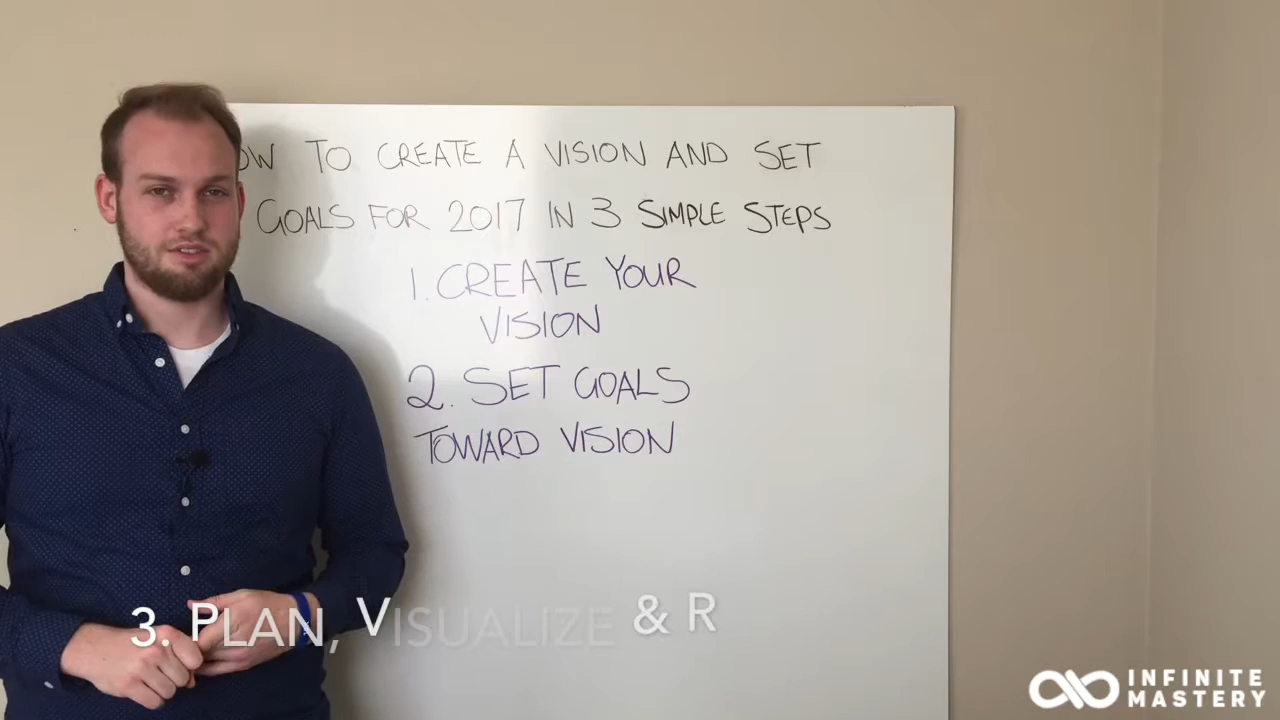 OW TO CREATE A VISION AND SET
GOALS FOR 2017 IN 3 SIMPLE STEPS
1. CREATE YOUR
VISION
2. SET GOALS
TOWARD VISION
3. PLAN, VISUALIZE & R
INFINITE
MASTERY